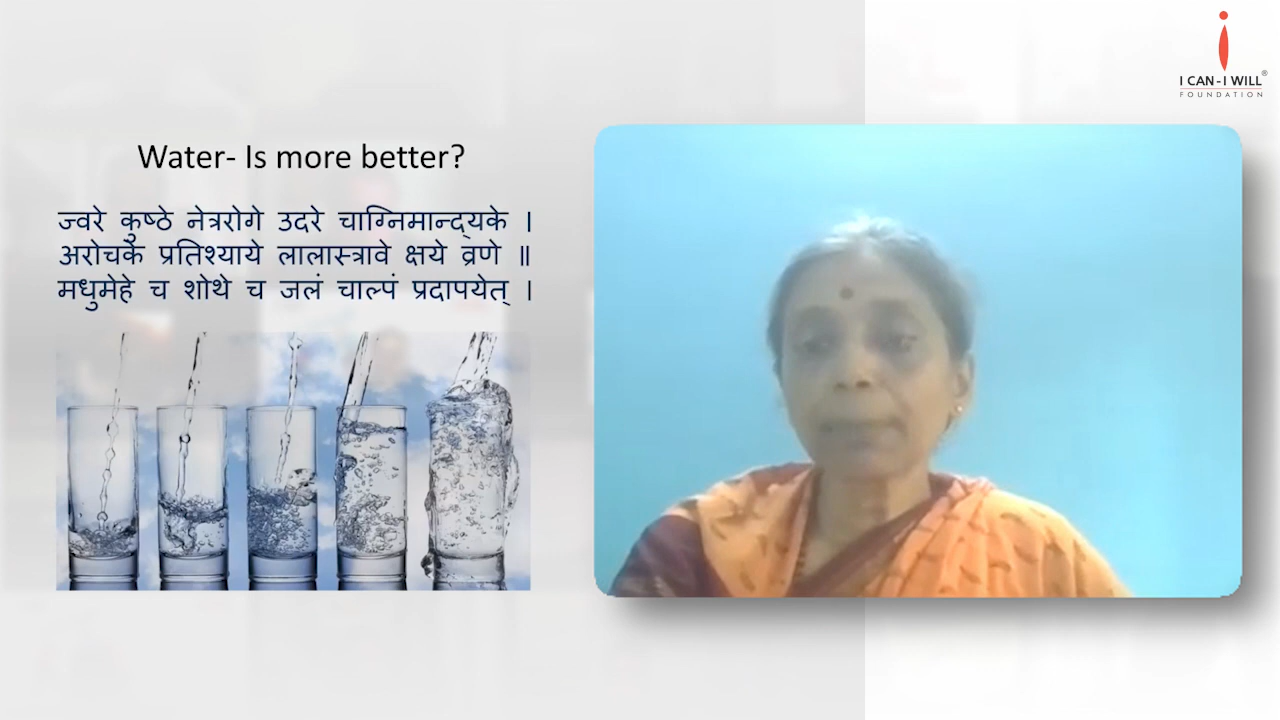 I CAN-I WILL®
FOUNDATION
Water- Is more better?
ज्वरे कुष्ठे नेत्ररोगे उदरे चाग्निमान्द्यके ।
अरोचके प्रतिश्याये लालास्त्रावे क्षये व्रणे ॥
मधुमेहे च शोथे च जलं चाल्पं प्रदापयेत् ।